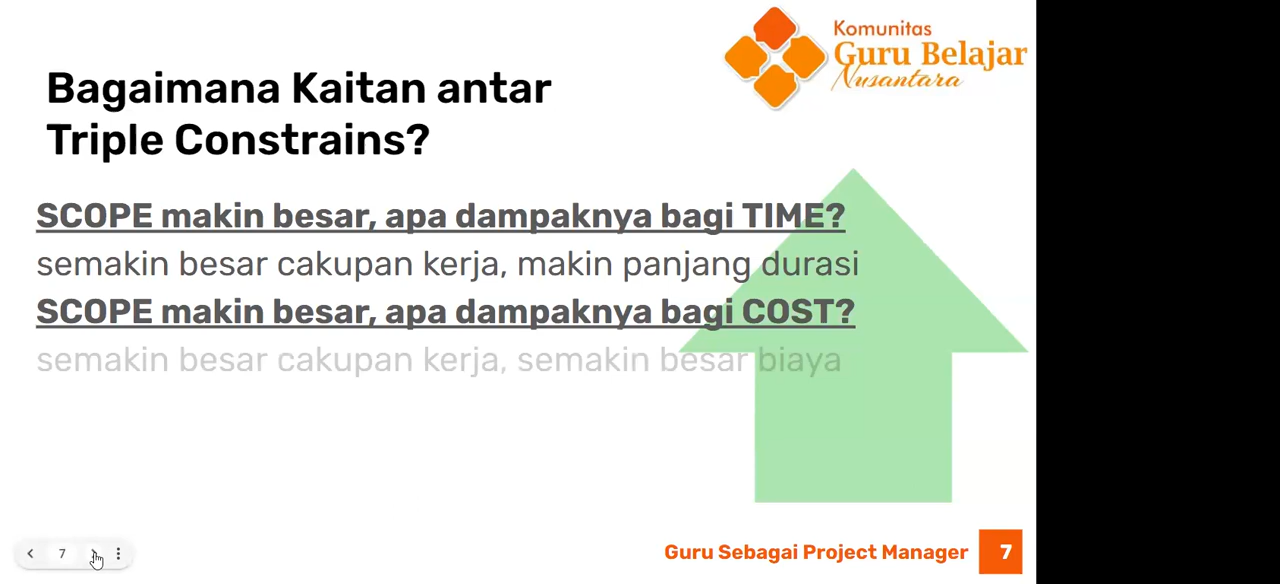 Komunitas
Guru Belajar
Nusantara
Bagaimana Kaitan antar
Triple Constrains?
SCOPE makin besar, apa dampaknya bagi TIME?
semakin besar cakupan kerja, makin panjang durasi
SCOPE makin besar, apa dampaknya bagi COST?
semakin besar cakupan kerja, semakin besar biaya
7
Guru Sebagai Project Manager
7